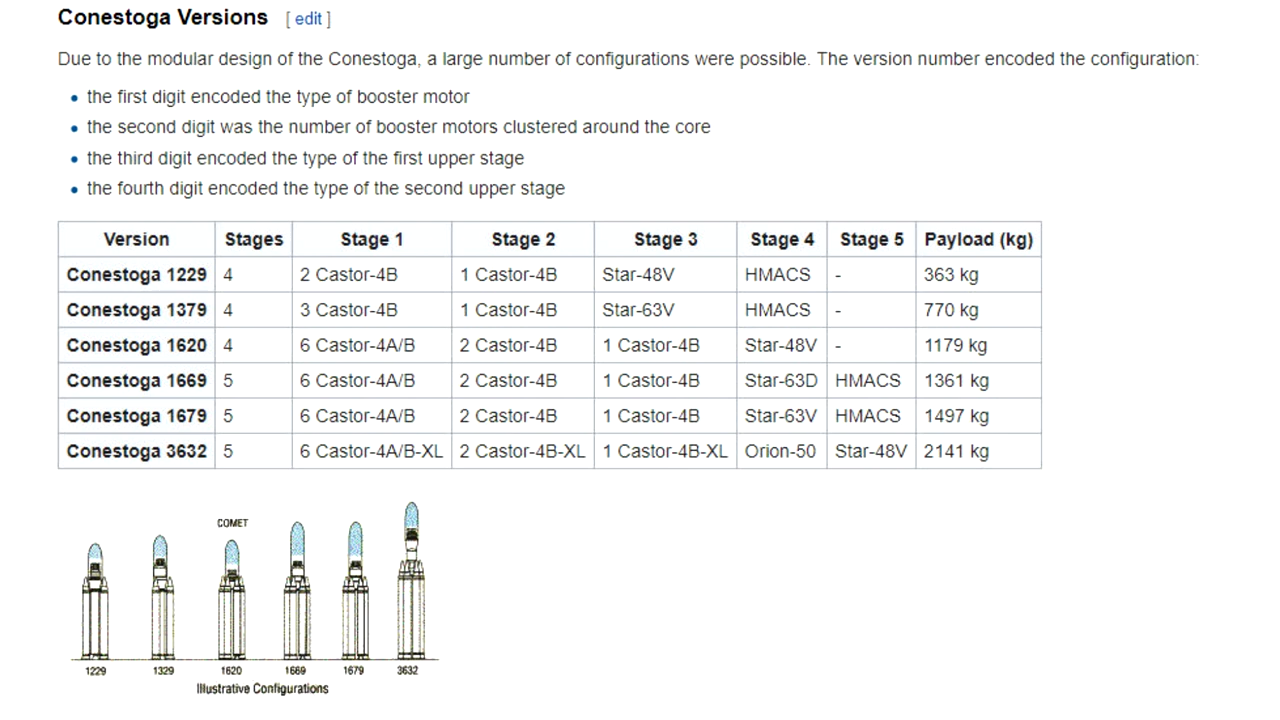 Conestoga Versions [ edit ]
Due to the modular design of the Conestoga, a large number of configurations were possible. The version number encoded the configuration:
• the first digit encoded the type of booster motor
• the second digit was the number of booster motors clustered around the core
• the third digit encoded the type of the first upper stage
• the fourth digit encoded the type of the second upper stage
Version Stages Stage 1 Stage 2 Stage 3 Stage 4 Stage 5 Payload (kg)
Conestoga 1229 4 2 Castor-4B 1 Castor-4B Star-48V HMACS - 363 kg
Conestoga 1379 4 3 Castor-4B 1 Castor-4B Star-63V HMACS - 770 kg
Conestoga 1620 4 6 Castor-4A/B 2 Castor-4B 1 Castor-4B Star-48V - 1179 kg
Conestoga 1669 5 6 Castor-4A/B 2 Castor-4B 1 Castor-4B Star-63D HMACS 1361 kg
Conestoga 1679 5 6 Castor-4A/B 2 Castor-4B 1 Castor-4B Star-63V HMACS 1497 kg
Conestoga 3632 5 6 Castor-4A/B-XL 2 Castor-4B-XL 1 Castor-4B-XL Orion-50 Star-48V 2141 kg
COMET
1229 1329 1620 1669 1679 3632
Illustrative Configurations